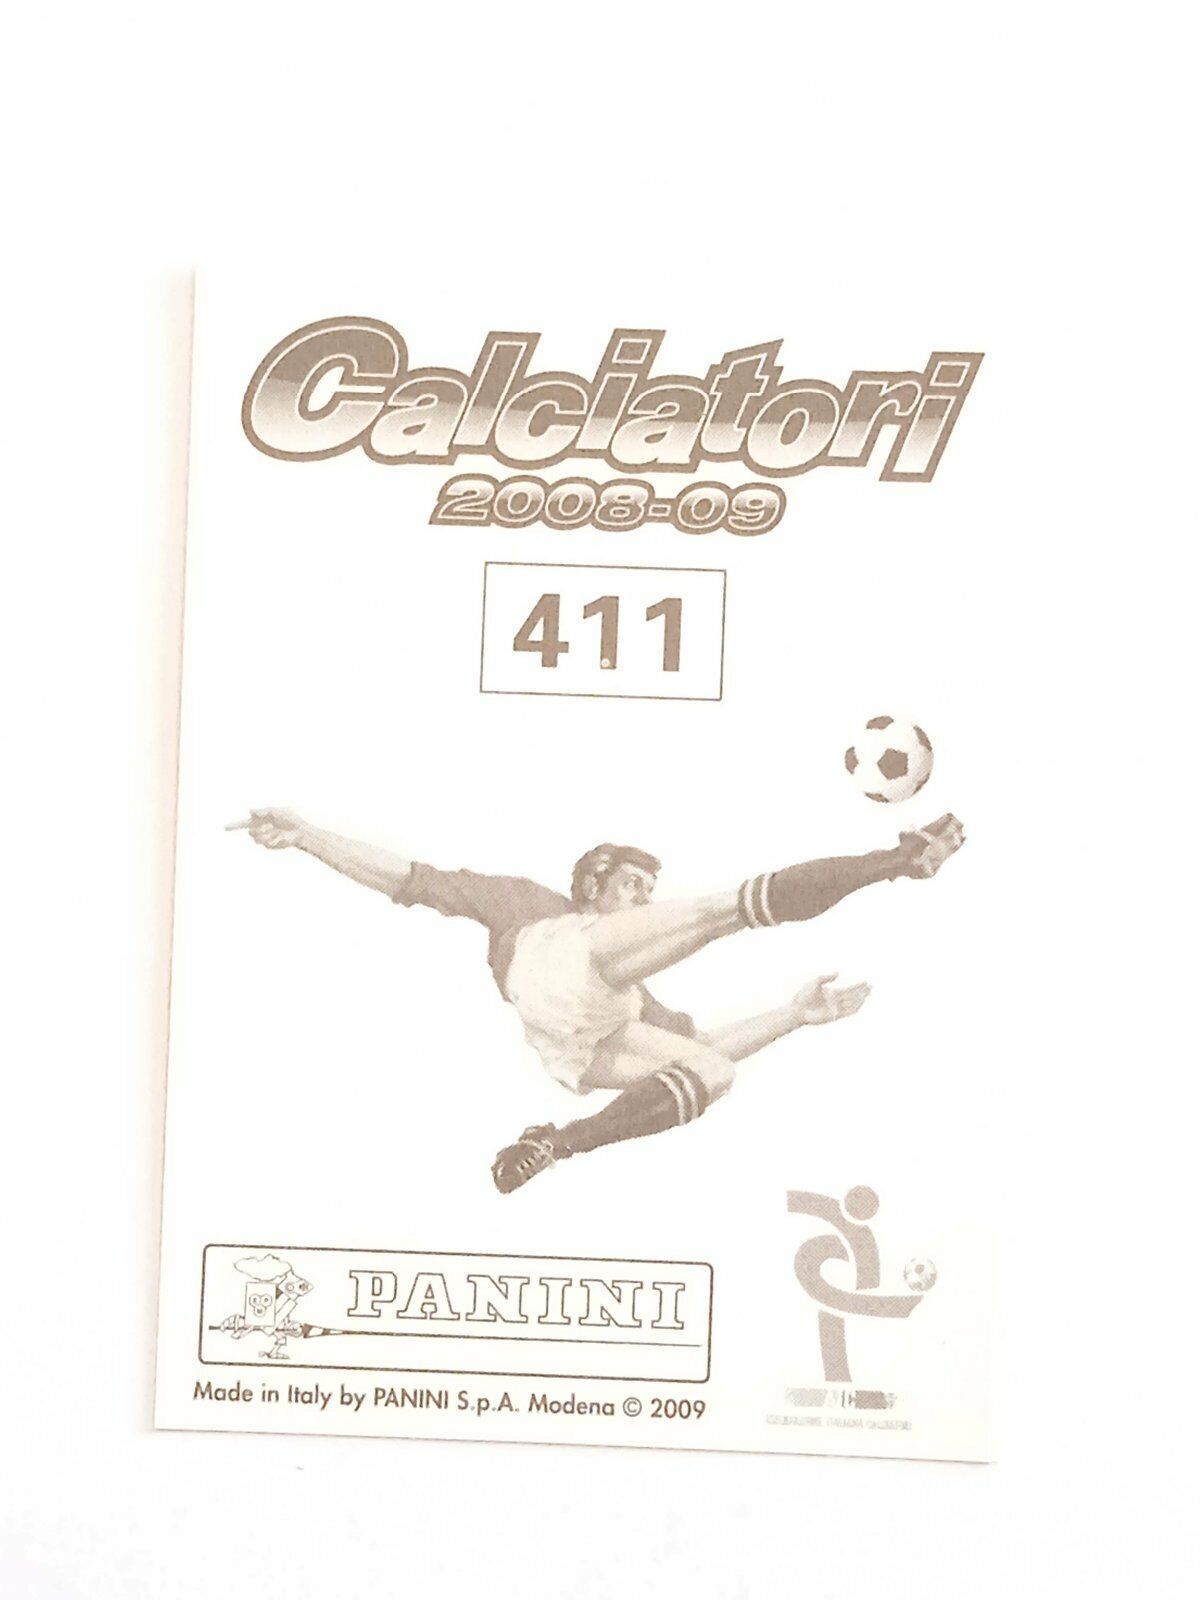 Calciatori
2008-09
411
PANINI
Made in Italy by PANINI S.p.A. Modena © 2009